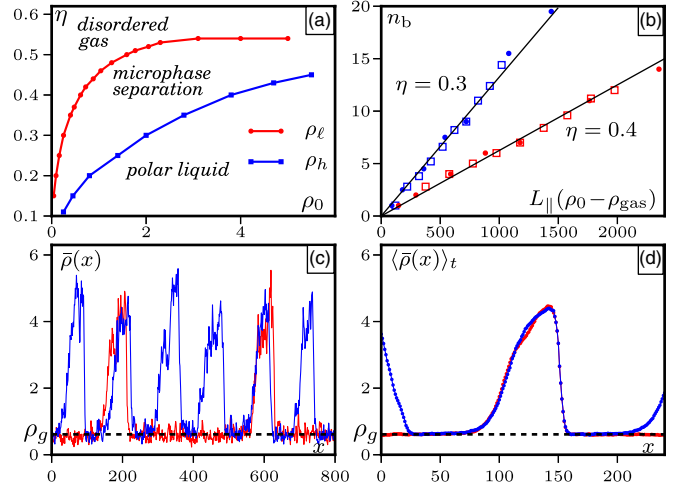 η
(a)
disordered
gas
microphase
separation
polar liquid
ρℓ
ρh
0.6
0.5
0.4
0.3
0.2
0.1
0 2 4
ρ0
nb
(b)
η = 0.3
η = 0.4
L∥(ρ0−ρgas)
20
15
10
5
0
0 500 1000 1500 2000
ρ̄(x)
(c)
6
4
2
ρg
0
x
0 200 400 600 800
⟨ρ̄(x)⟩t
(d)
6
4
2
ρg
0
x
0 50 100 150 200